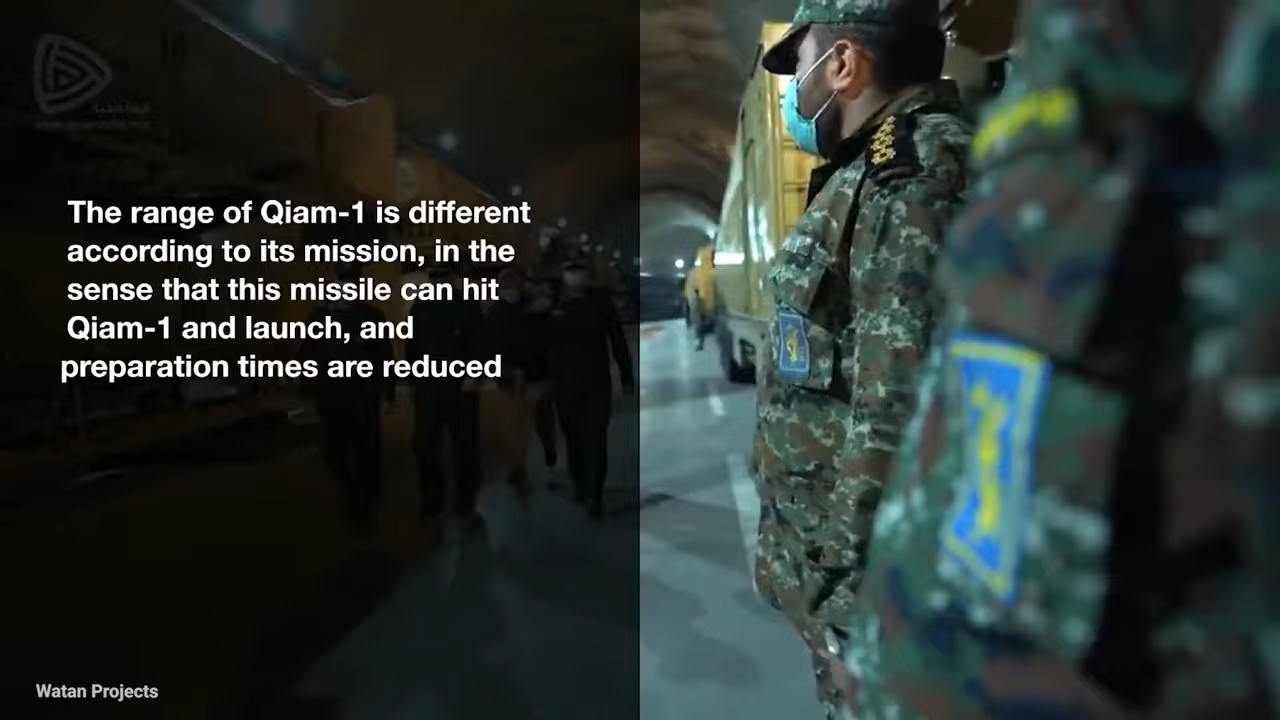 The range of Qiam-1 is different
according to its mission, in the
sense that this missile can hit
Qiam-1 and launch, and
preparation times are reduced
Watan Projects